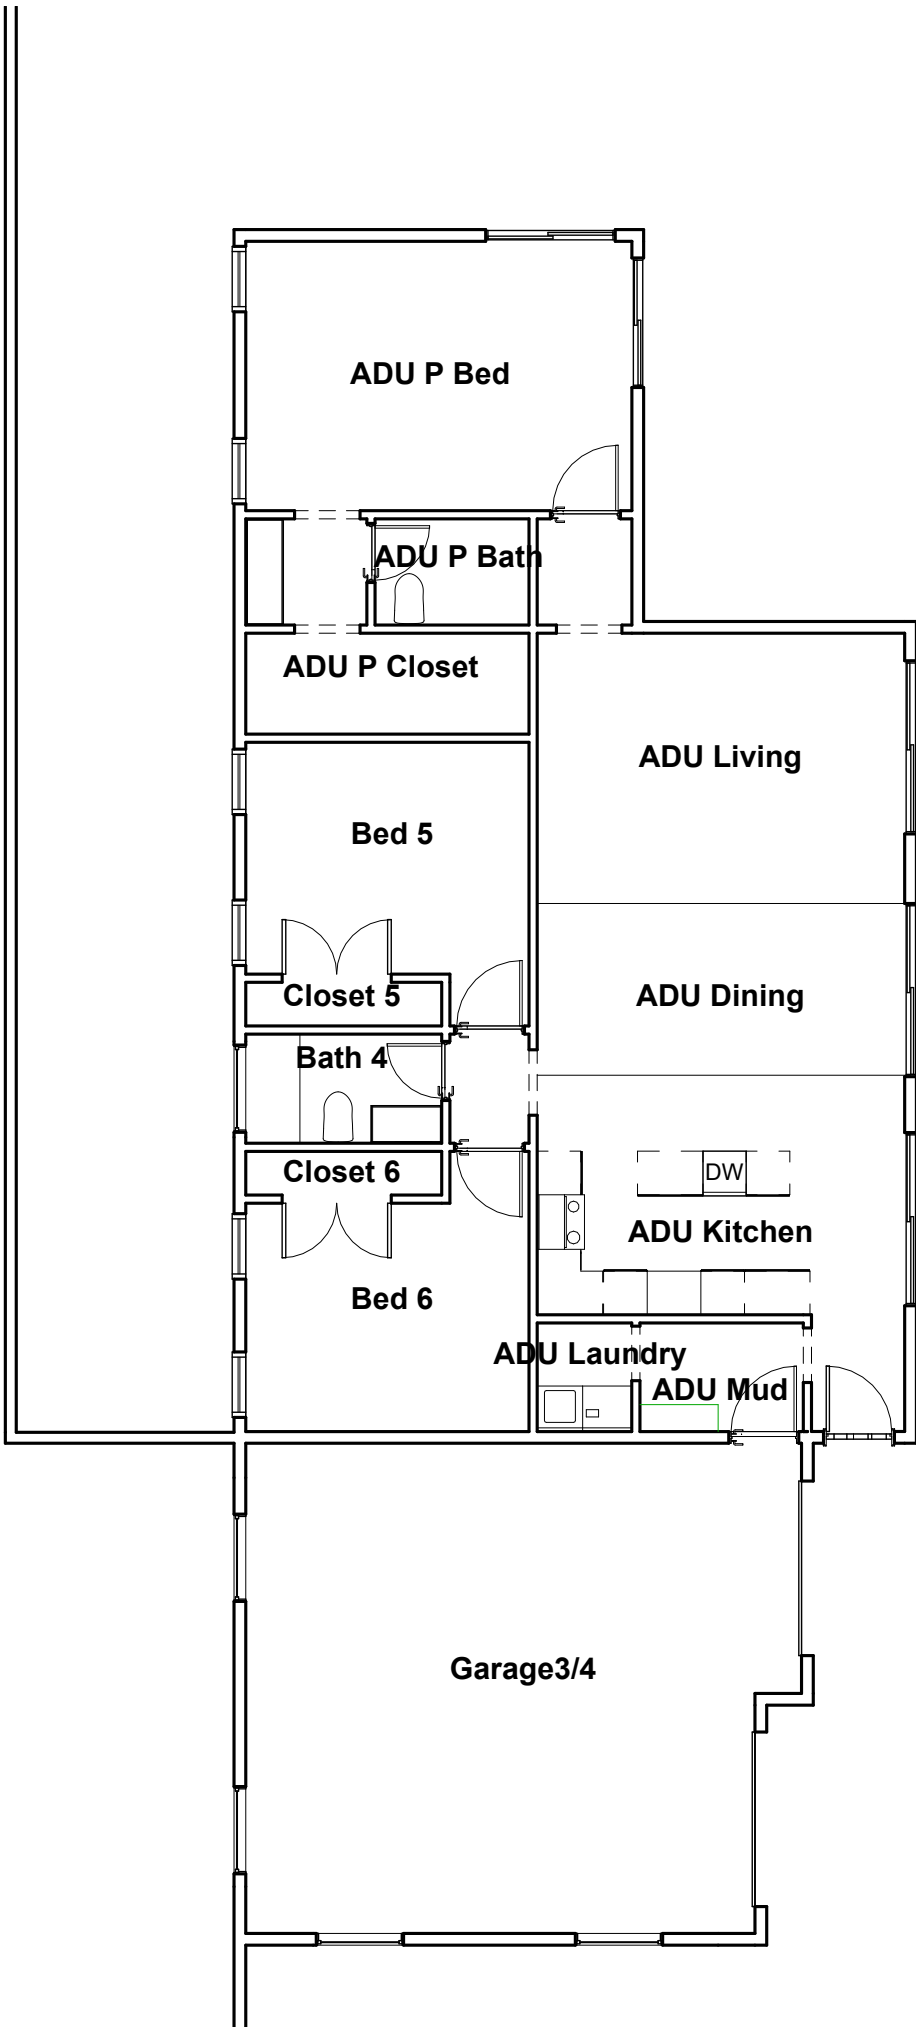 ADU P Bed
ADU P Bath
ADU P Closet
ADU Living
Bed 5
Closet 5
ADU Dining
Bath 4
Closet 6
DW
ADU Kitchen
Bed 6
ADU Laundry
ADU Mud
Garage3/4